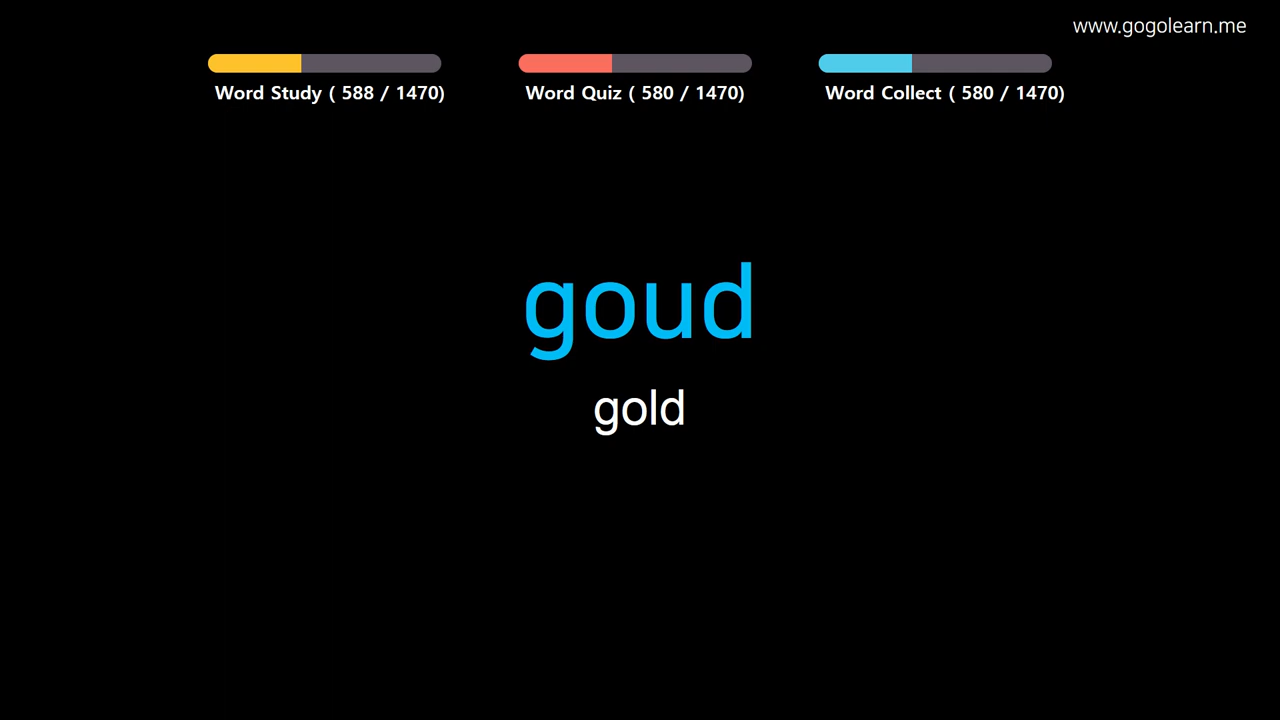 www.gogolearn.me
Word Study ( 588 / 1470)
Word Quiz ( 580 / 1470)
Word Collect ( 580 / 1470)
goud
gold